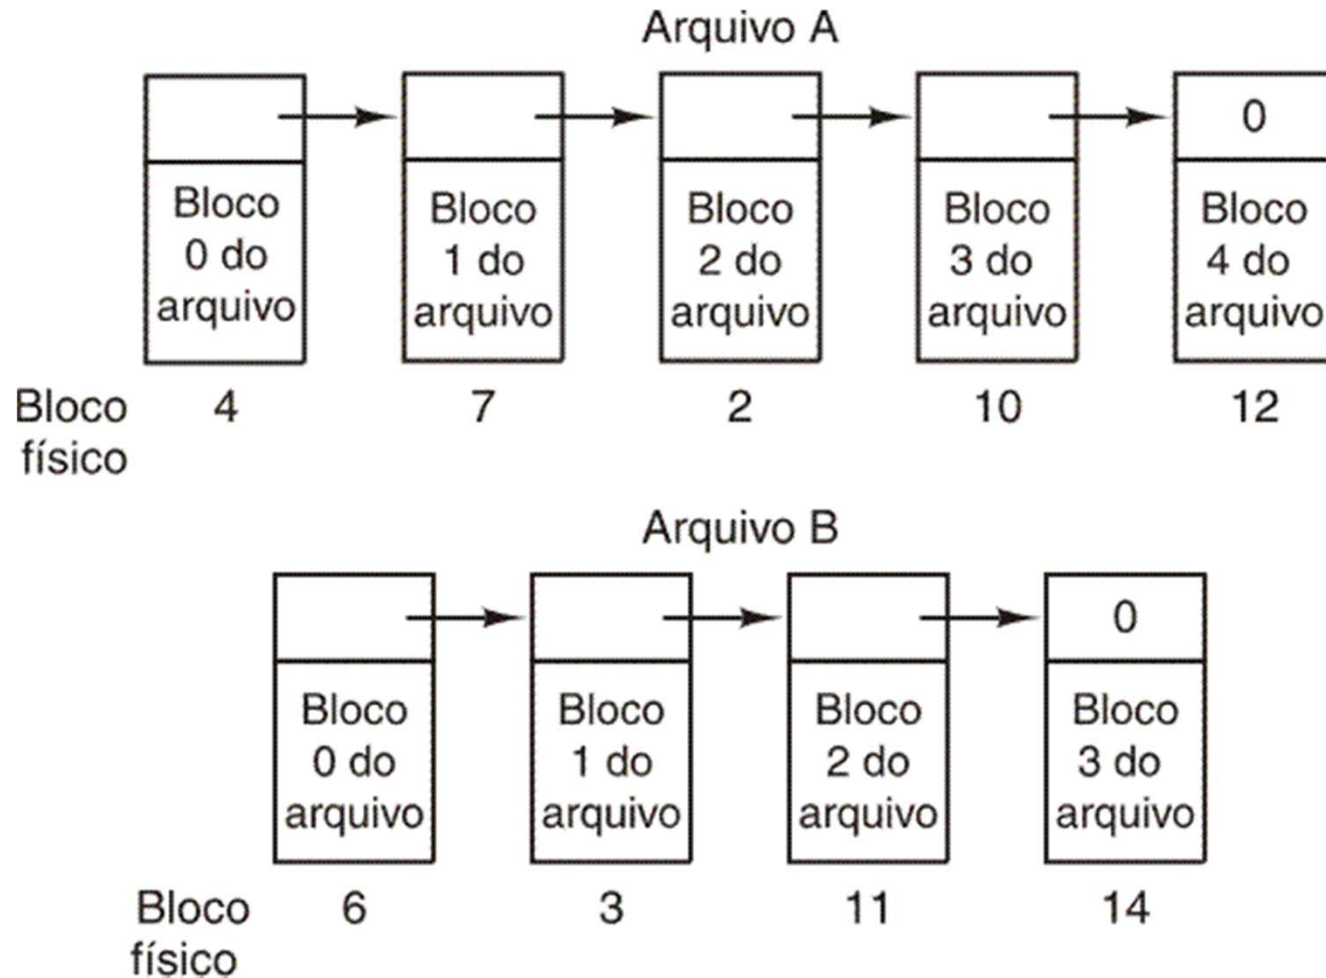 Arquivo A
0
Bloco Bloco Bloco Bloco Bloco
0 do 1 do 2 do 3 do 4 do
arquivo arquivo arquivo arquivo arquivo
Bloco 4 7 2 10 12
físico
Arquivo B
0
Bloco Bloco Bloco Bloco
0 do 1 do 2 do 3 do
arquivo arquivo arquivo arquivo
Bloco 6 3 11 14
físico